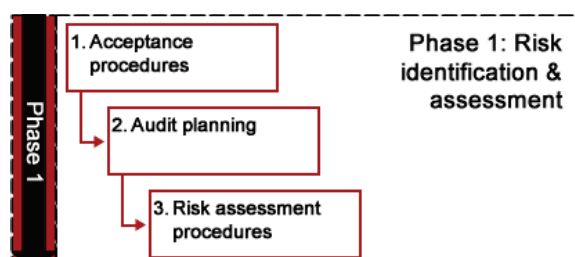 Phase 1
1. Acceptance
procedures
2. Audit planning
3. Risk assessment
procedures
Phase 1: Risk
identification &
assessment